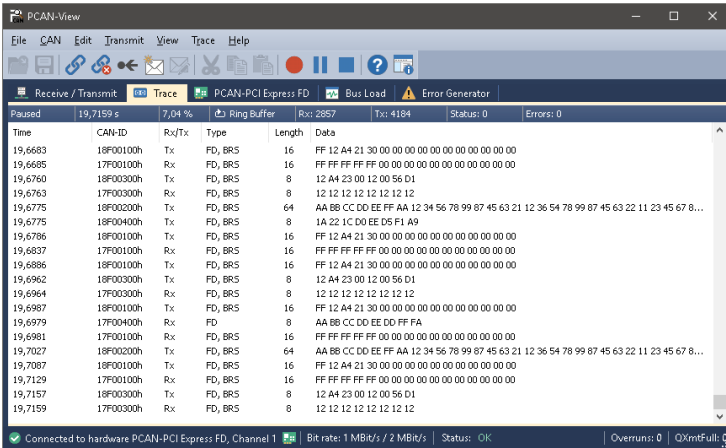 PCAN-View
File CAN Edit Transmit View Trace Help
Receive / Transmit Trace PCAN-PCI Express FD Bus Load Error Generator
Paused 19,7159 s 7,04 % Ring Buffer Rx: 2857 Tx: 4184 Status: 0 Errors: 0
Time CAN-ID Rx/Tx Type Length Data
19,6683 18F00100h Tx FD, BRS 16 FF 12 A4 21 30 00 00 00 00 00 00 00 00 00 00 00
19,6685 17F00100h Rx FD, BRS 16 FF FF FF FF FF 00 00 00 00 00 00 00 00 00 00 00
19,6760 18F00300h Tx FD, BRS 8 12 A4 23 00 12 00 56 D1
19,6763 17F00300h Rx FD, BRS 8 12 12 12 12 12 12 12 12
19,6775 18F00200h Tx FD, BRS 64 AA BB CC DD EE FF AA 12 34 56 78 99 87 45 63 21 12 36 54 78 99 87 45 63 22 11 23 45 67 8...
19,6775 18F00400h Tx FD, BRS 8 1A 22 1C D0 EE D5 F1 A9
19,6786 18F00100h Tx FD, BRS 16 FF 12 A4 21 30 00 00 00 00 00 00 00 00 00 00 00
19,6837 17F00100h Rx FD, BRS 16 FF FF FF FF FF 00 00 00 00 00 00 00 00 00 00 00
19,6886 18F00100h Tx FD, BRS 16 FF 12 A4 21 30 00 00 00 00 00 00 00 00 00 00 00
19,6962 18F00300h Tx FD, BRS 8 12 A4 23 00 12 00 56 D1
19,6964 17F00300h Rx FD, BRS 8 12 12 12 12 12 12 12 12
19,6987 18F00100h Tx FD, BRS 16 FF 12 A4 21 30 00 00 00 00 00 00 00 00 00 00 00
19,6979 17F00400h Rx FD 8 AA BB CC DD EE DD FF FA
19,6981 17F00100h Rx FD, BRS 16 FF FF FF FF FF 00 00 00 00 00 00 00 00 00 00 00
19,7027 18F00200h Tx FD, BRS 64 AA BB CC DD EE FF AA 12 34 56 78 99 87 45 63 21 12 36 54 78 99 87 45 63 22 11 23 45 67 8...
19,7087 18F00100h Tx FD, BRS 16 FF 12 A4 21 30 00 00 00 00 00 00 00 00 00 00 00
19,7129 17F00100h Rx FD, BRS 16 FF FF FF FF FF 00 00 00 00 00 00 00 00 00 00 00
19,7157 18F00300h Tx FD, BRS 8 12 A4 23 00 12 00 56 D1
19,7159 17F00300h Rx FD, BRS 8 12 12 12 12 12 12 12 12
Connected to hardware PCAN-PCI Express FD, Channel 1 Bit rate: 1 MBit/s / 2 MBit/s Status: OK Overruns: 0 QXmtFull: